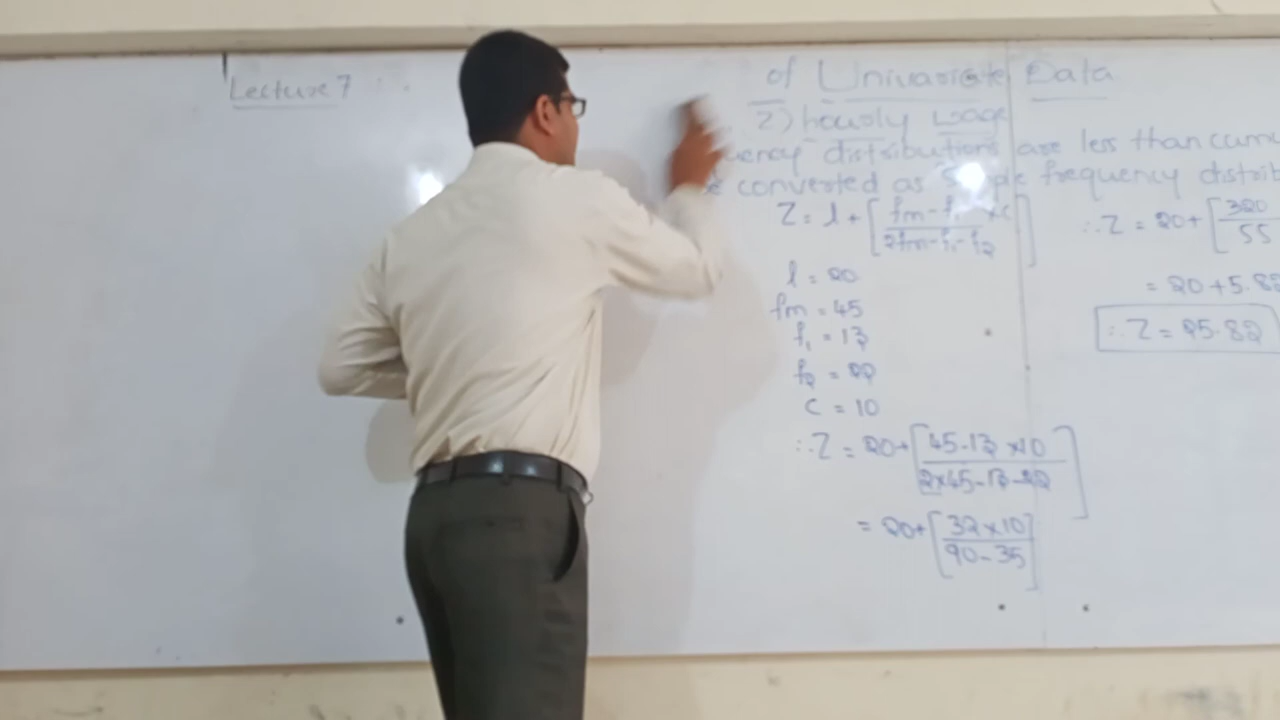 Lecture 7
of Univariate Data
2) hourly wage
uency distributions are less than cumu
e converted as simple frequency distrib
Z = l + [fm-f₁ ×c / 2fm-f₁-f₂]
l = 20
fm = 45
f₁ = 13
f₂ = 22
c = 10
∴ Z = 20+ [45-13 ×10 / 2×45-13-22]
= 20+ [32×10 / 90-35]
∴ Z = 20+ [320 / 55
= 20+5.82
∴ Z = 25.82